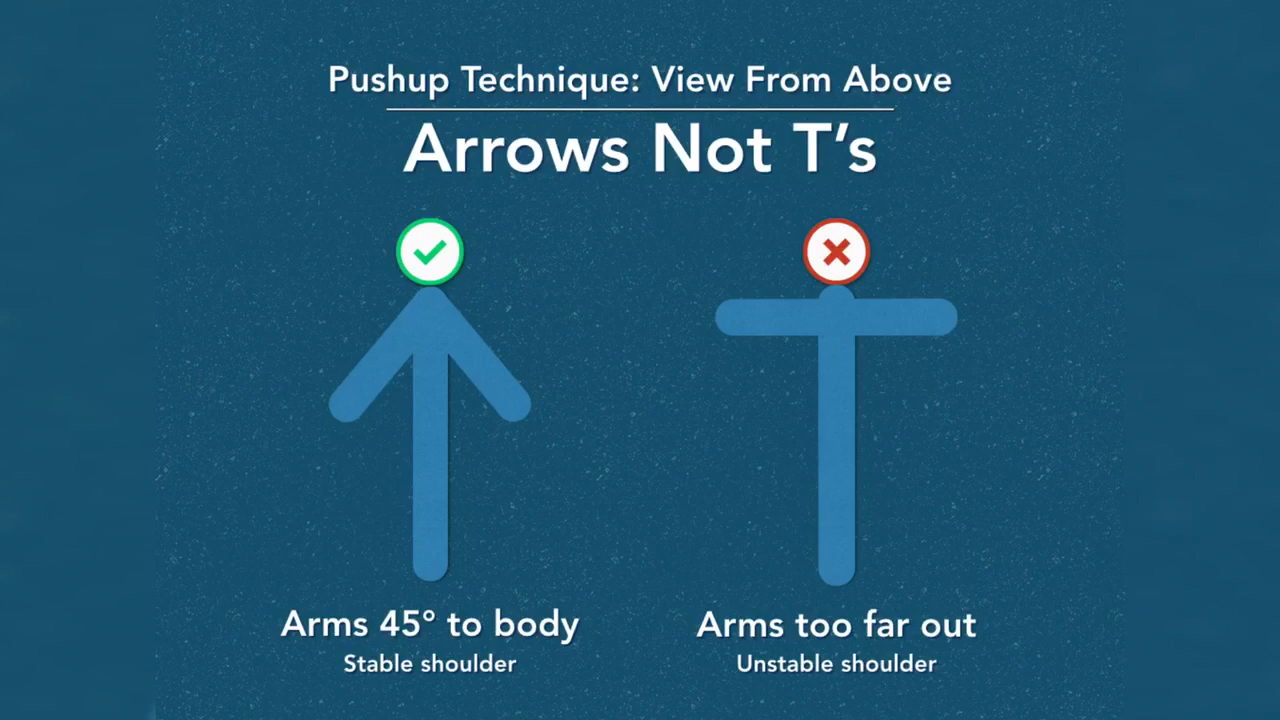 Pushup Technique: View From Above
Arrows Not T’s
Arms 45° to body
Stable shoulder
Arms too far out
Unstable shoulder